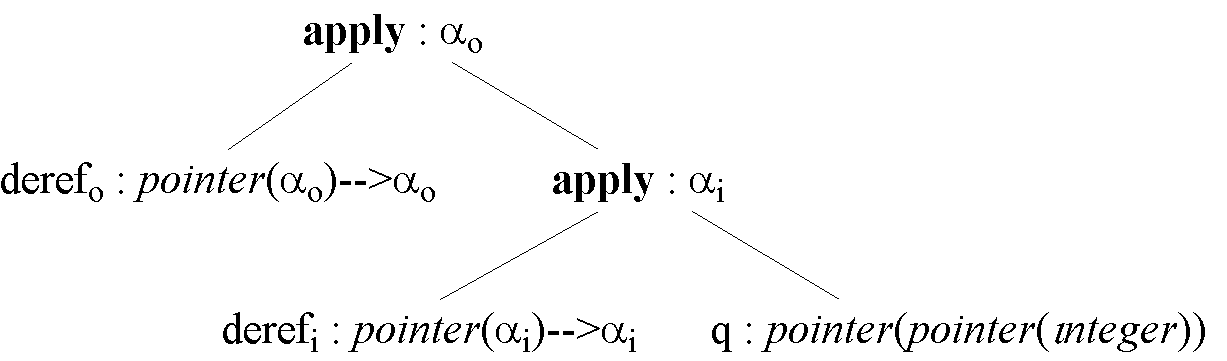 apply : αₒ
derefₒ : pointer(αₒ)-->αₒ
apply : αᵢ
derefᵢ : pointer(αᵢ)-->αᵢ
q : pointer(pointer(integer))